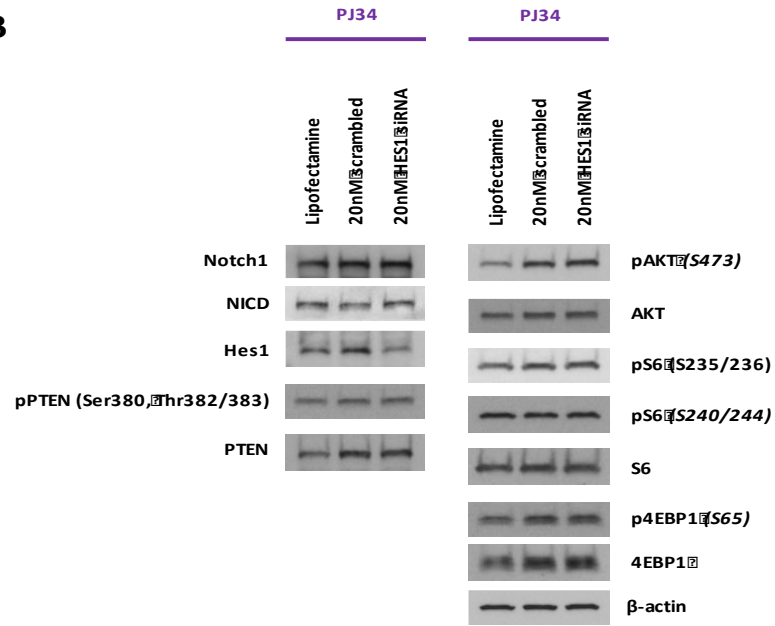 B
PJ34
PJ34
Lipofectamine
20nM scrambled
20nM HES1 siRNA
Lipofectamine
20nM scrambled
20nM HES1 siRNA
Notch1
NICD
Hes1
pPTEN (Ser380, Thr382/383)
PTEN
pAKT (S473)
AKT
pS6 (S235/236)
pS6 (S240/244)
S6
p4EBP1 (S65)
4EBP1
β-actin